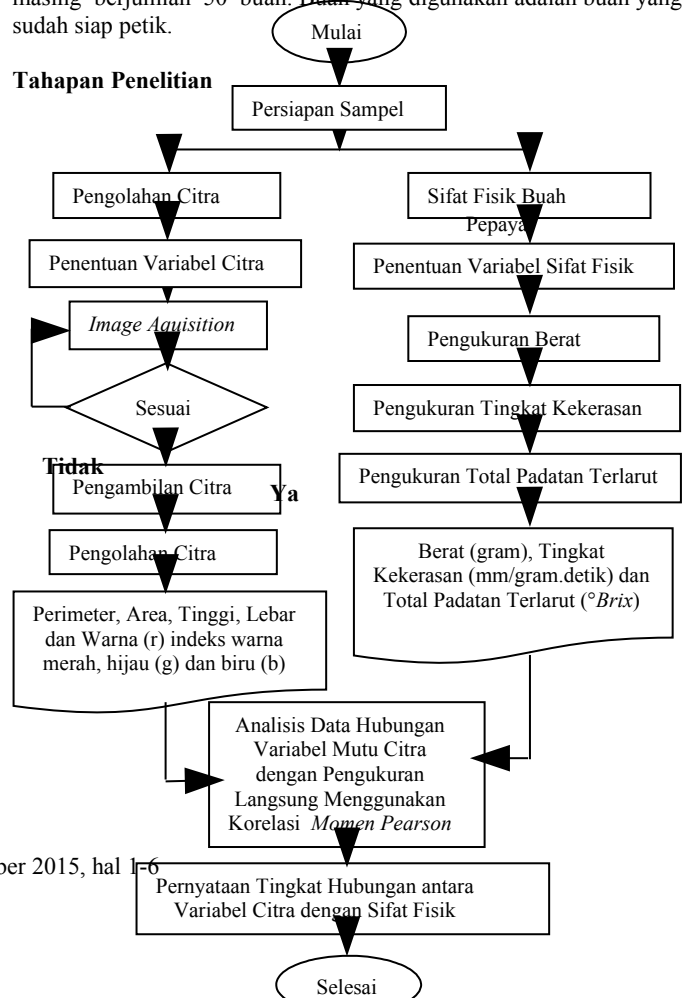 masing berjumlah 50 buah. Buah yang digunakan adalah buah yang
sudah siap petik.
Mulai
Tahapan Penelitian
Persiapan Sampel
Pengolahan Citra
Penentuan Variabel Citra
Image Aquisition
Sesuai
Tidak
Pengambilan Citra
Ya
Pengolahan Citra
Perimeter, Area, Tinggi, Lebar
dan Warna (r) indeks warna
merah, hijau (g) dan biru (b)
Sifat Fisik Buah
Pepaya
Penentuan Variabel Sifat Fisik
Pengukuran Berat
Pengukuran Tingkat Kekerasan
Pengukuran Total Padatan Terlarut
Berat (gram), Tingkat
Kekerasan (mm/gram.detik) dan
Total Padatan Terlarut (°Brix)
Analisis Data Hubungan
Variabel Mutu Citra
dengan Pengukuran
Langsung Menggunakan
Korelasi Momen Pearson
ber 2015, hal 1-6
Pernyataan Tingkat Hubungan antara
Variabel Citra dengan Sifat Fisik
Selesai